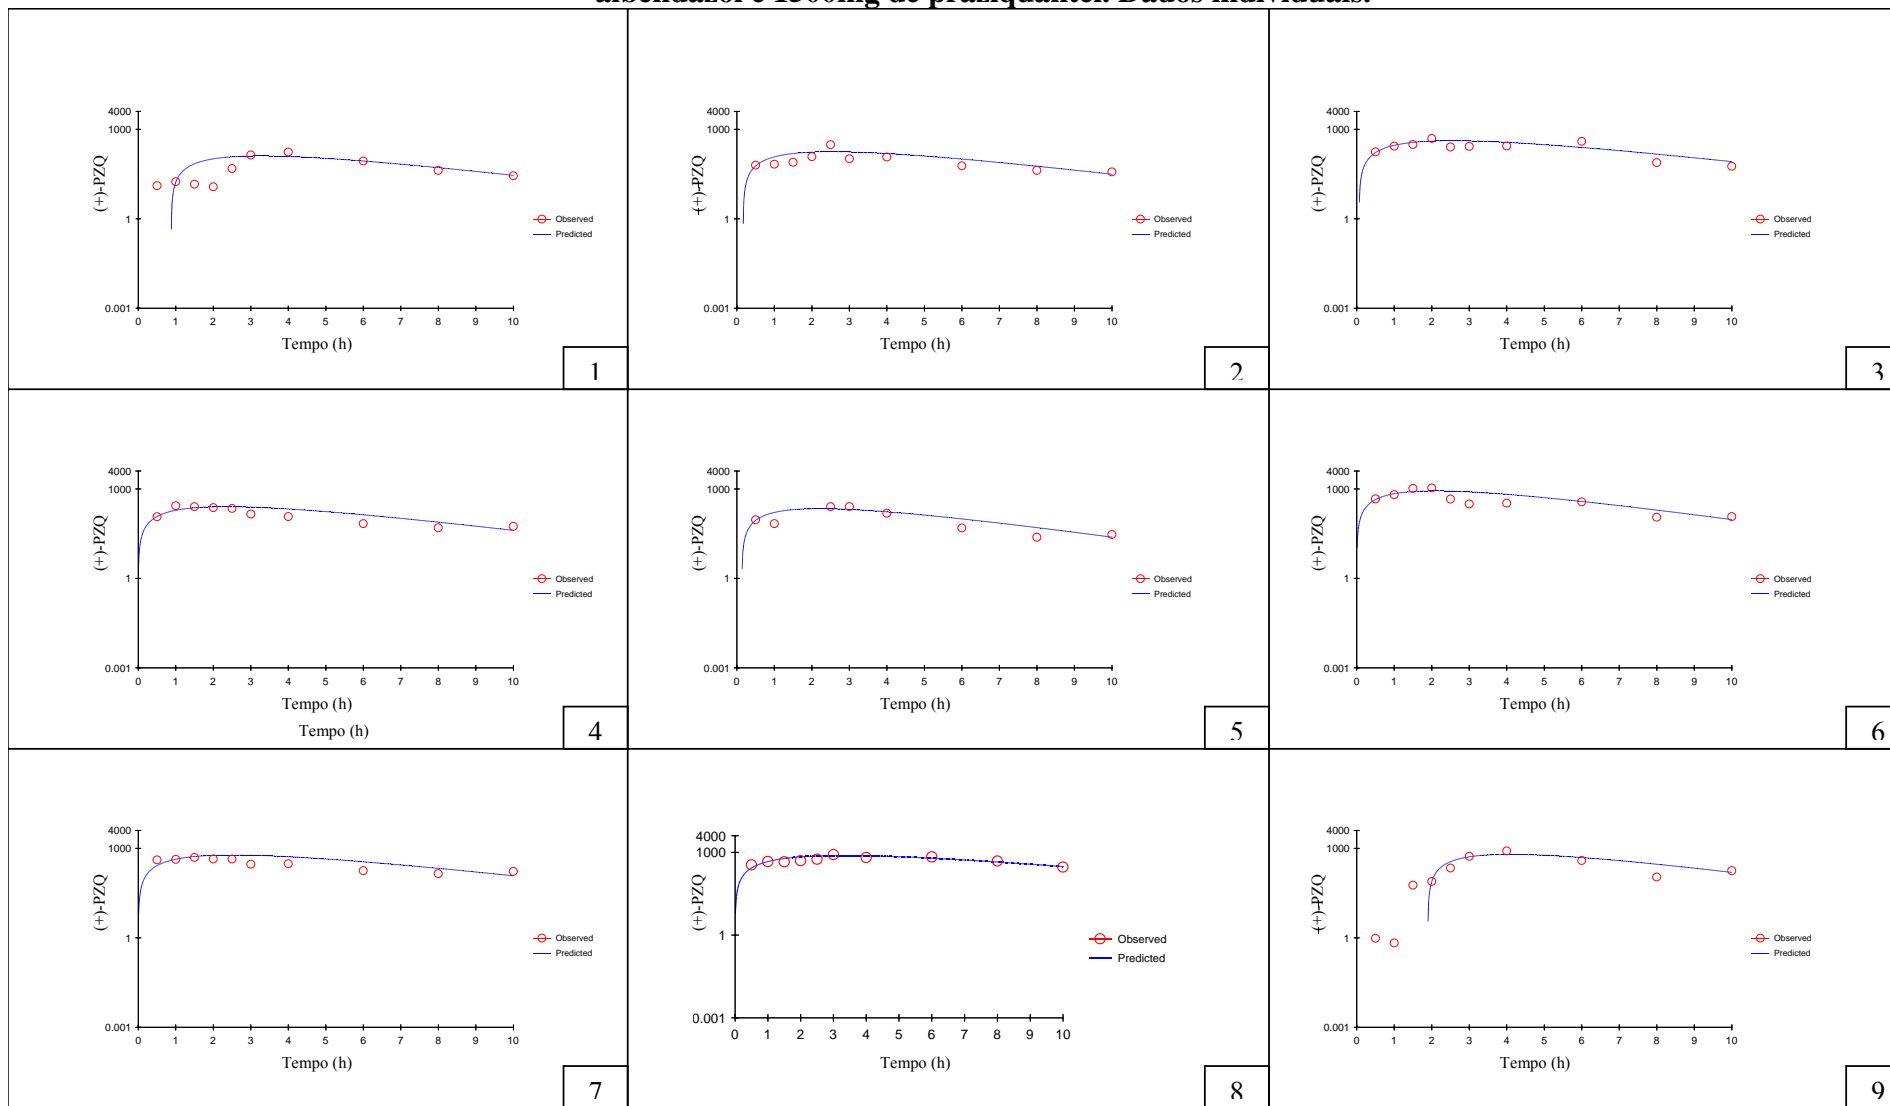 albendazol e 1500mg de praziquantel. Dados individuais.
4000
1000
1
0.001
(+)-PZQ
0 1 2 3 4 5 6 7 8 9 10
Tempo (h)
Observed
Predicted
1
4000
1000
1
0.001
(+)-PZQ
0 1 2 3 4 5 6 7 8 9 10
Tempo (h)
Observed
Predicted
2
4000
1000
1
0.001
(+)-PZQ
0 1 2 3 4 5 6 7 8 9 10
Tempo (h)
Observed
Predicted
3
4000
1000
1
0.001
(+)-PZQ
0 1 2 3 4 5 6 7 8 9 10
Tempo (h)
Tempo (h)
Observed
Predicted
4
4000
1000
1
0.001
(+)-PZQ
0 1 2 3 4 5 6 7 8 9 10
Tempo (h)
Observed
Predicted
5
4000
1000
1
0.001
(+)-PZQ
0 1 2 3 4 5 6 7 8 9 10
Tempo (h)
Observed
Predicted
6
4000
1000
1
0.001
(+)-PZQ
0 1 2 3 4 5 6 7 8 9 10
Tempo (h)
Observed
Predicted
7
4000
1000
1
0.001
(+)-PZQ
0 1 2 3 4 5 6 7 8 9 10
Tempo (h)
Observed
Predicted
8
4000
1000
1
0.001
(+)-PZQ
0 1 2 3 4 5 6 7 8 9 10
Tempo (h)
Observed
Predicted
9